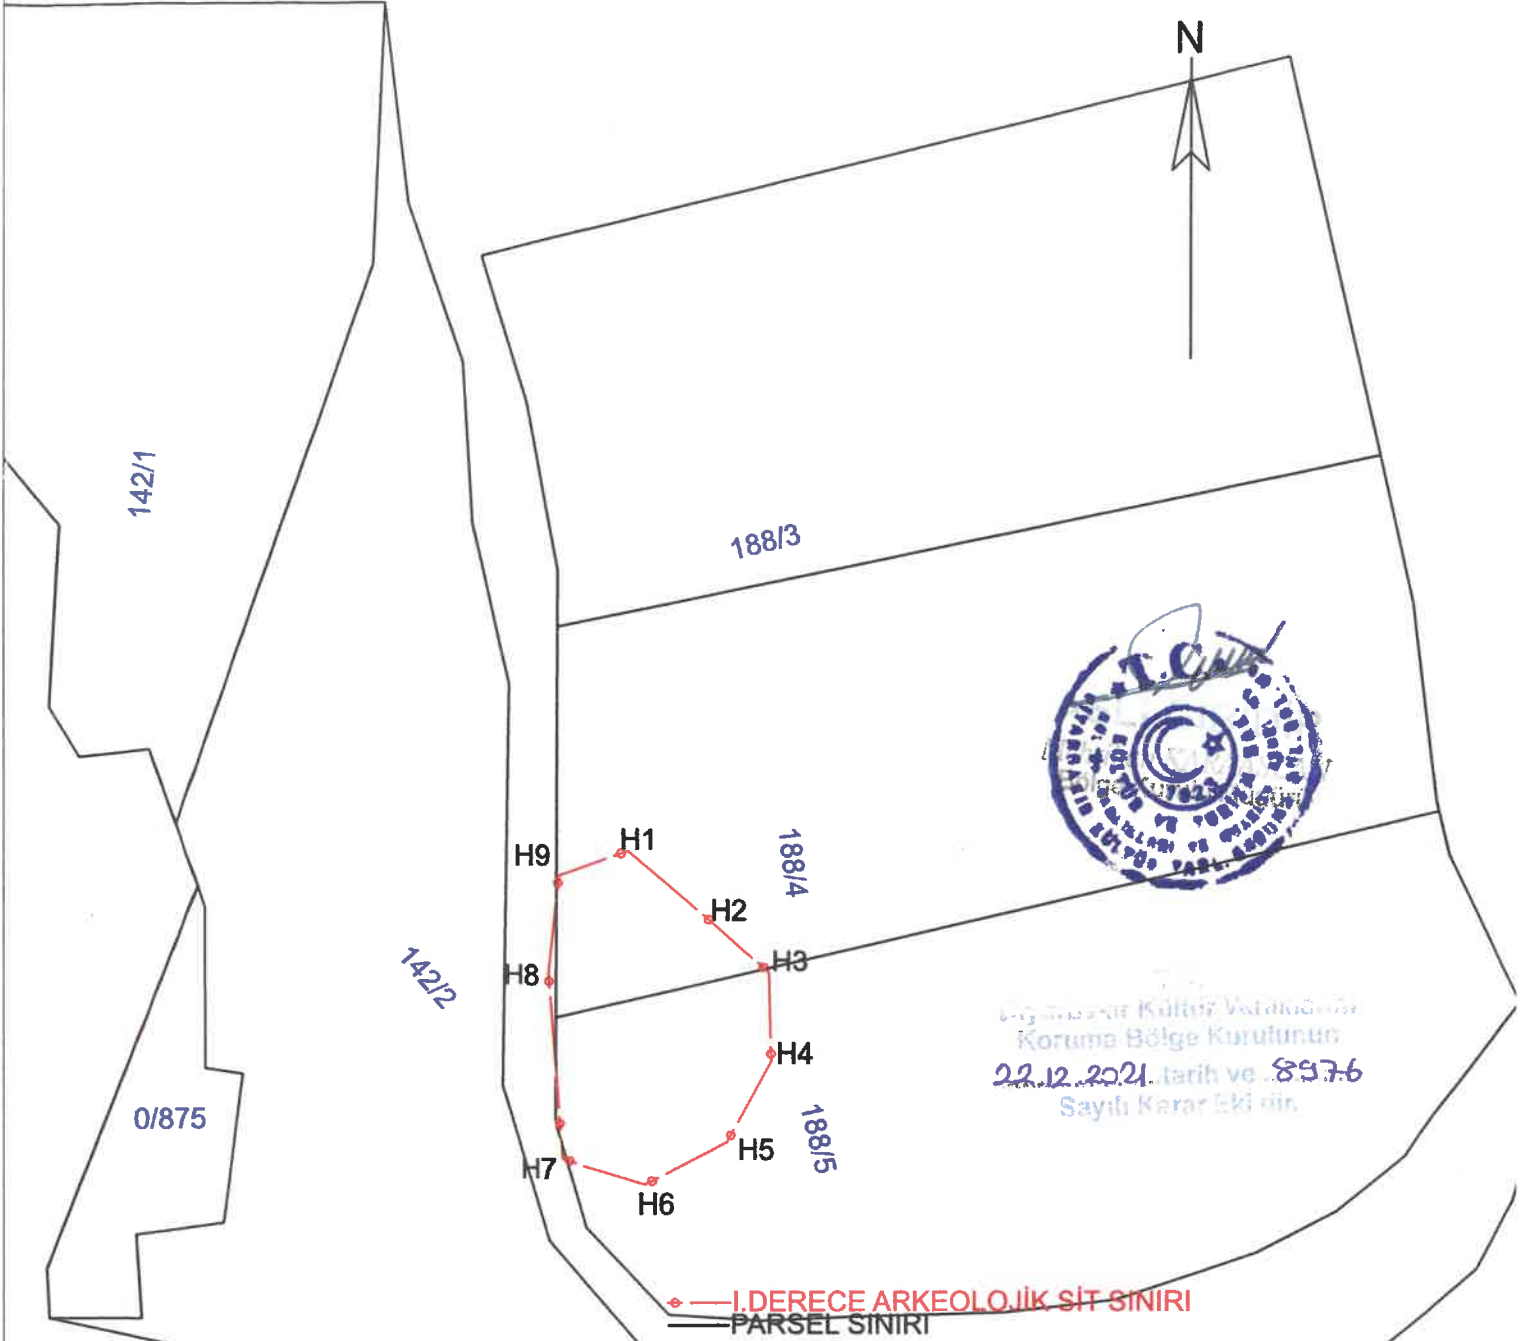 N
142/1
188/3
T.C.
1923
H9
H1
188/4
H2
H3
H8
142/2
H4
Koruma Bölge Kurulunun
22.12.2021 tarih ve 8976
Sayılı Karar Eki dir.
0/875
188/5
H5
H7
H6
I.DERECE ARKEOLOJİK SİT SINIRI
PARSEL SINIRI